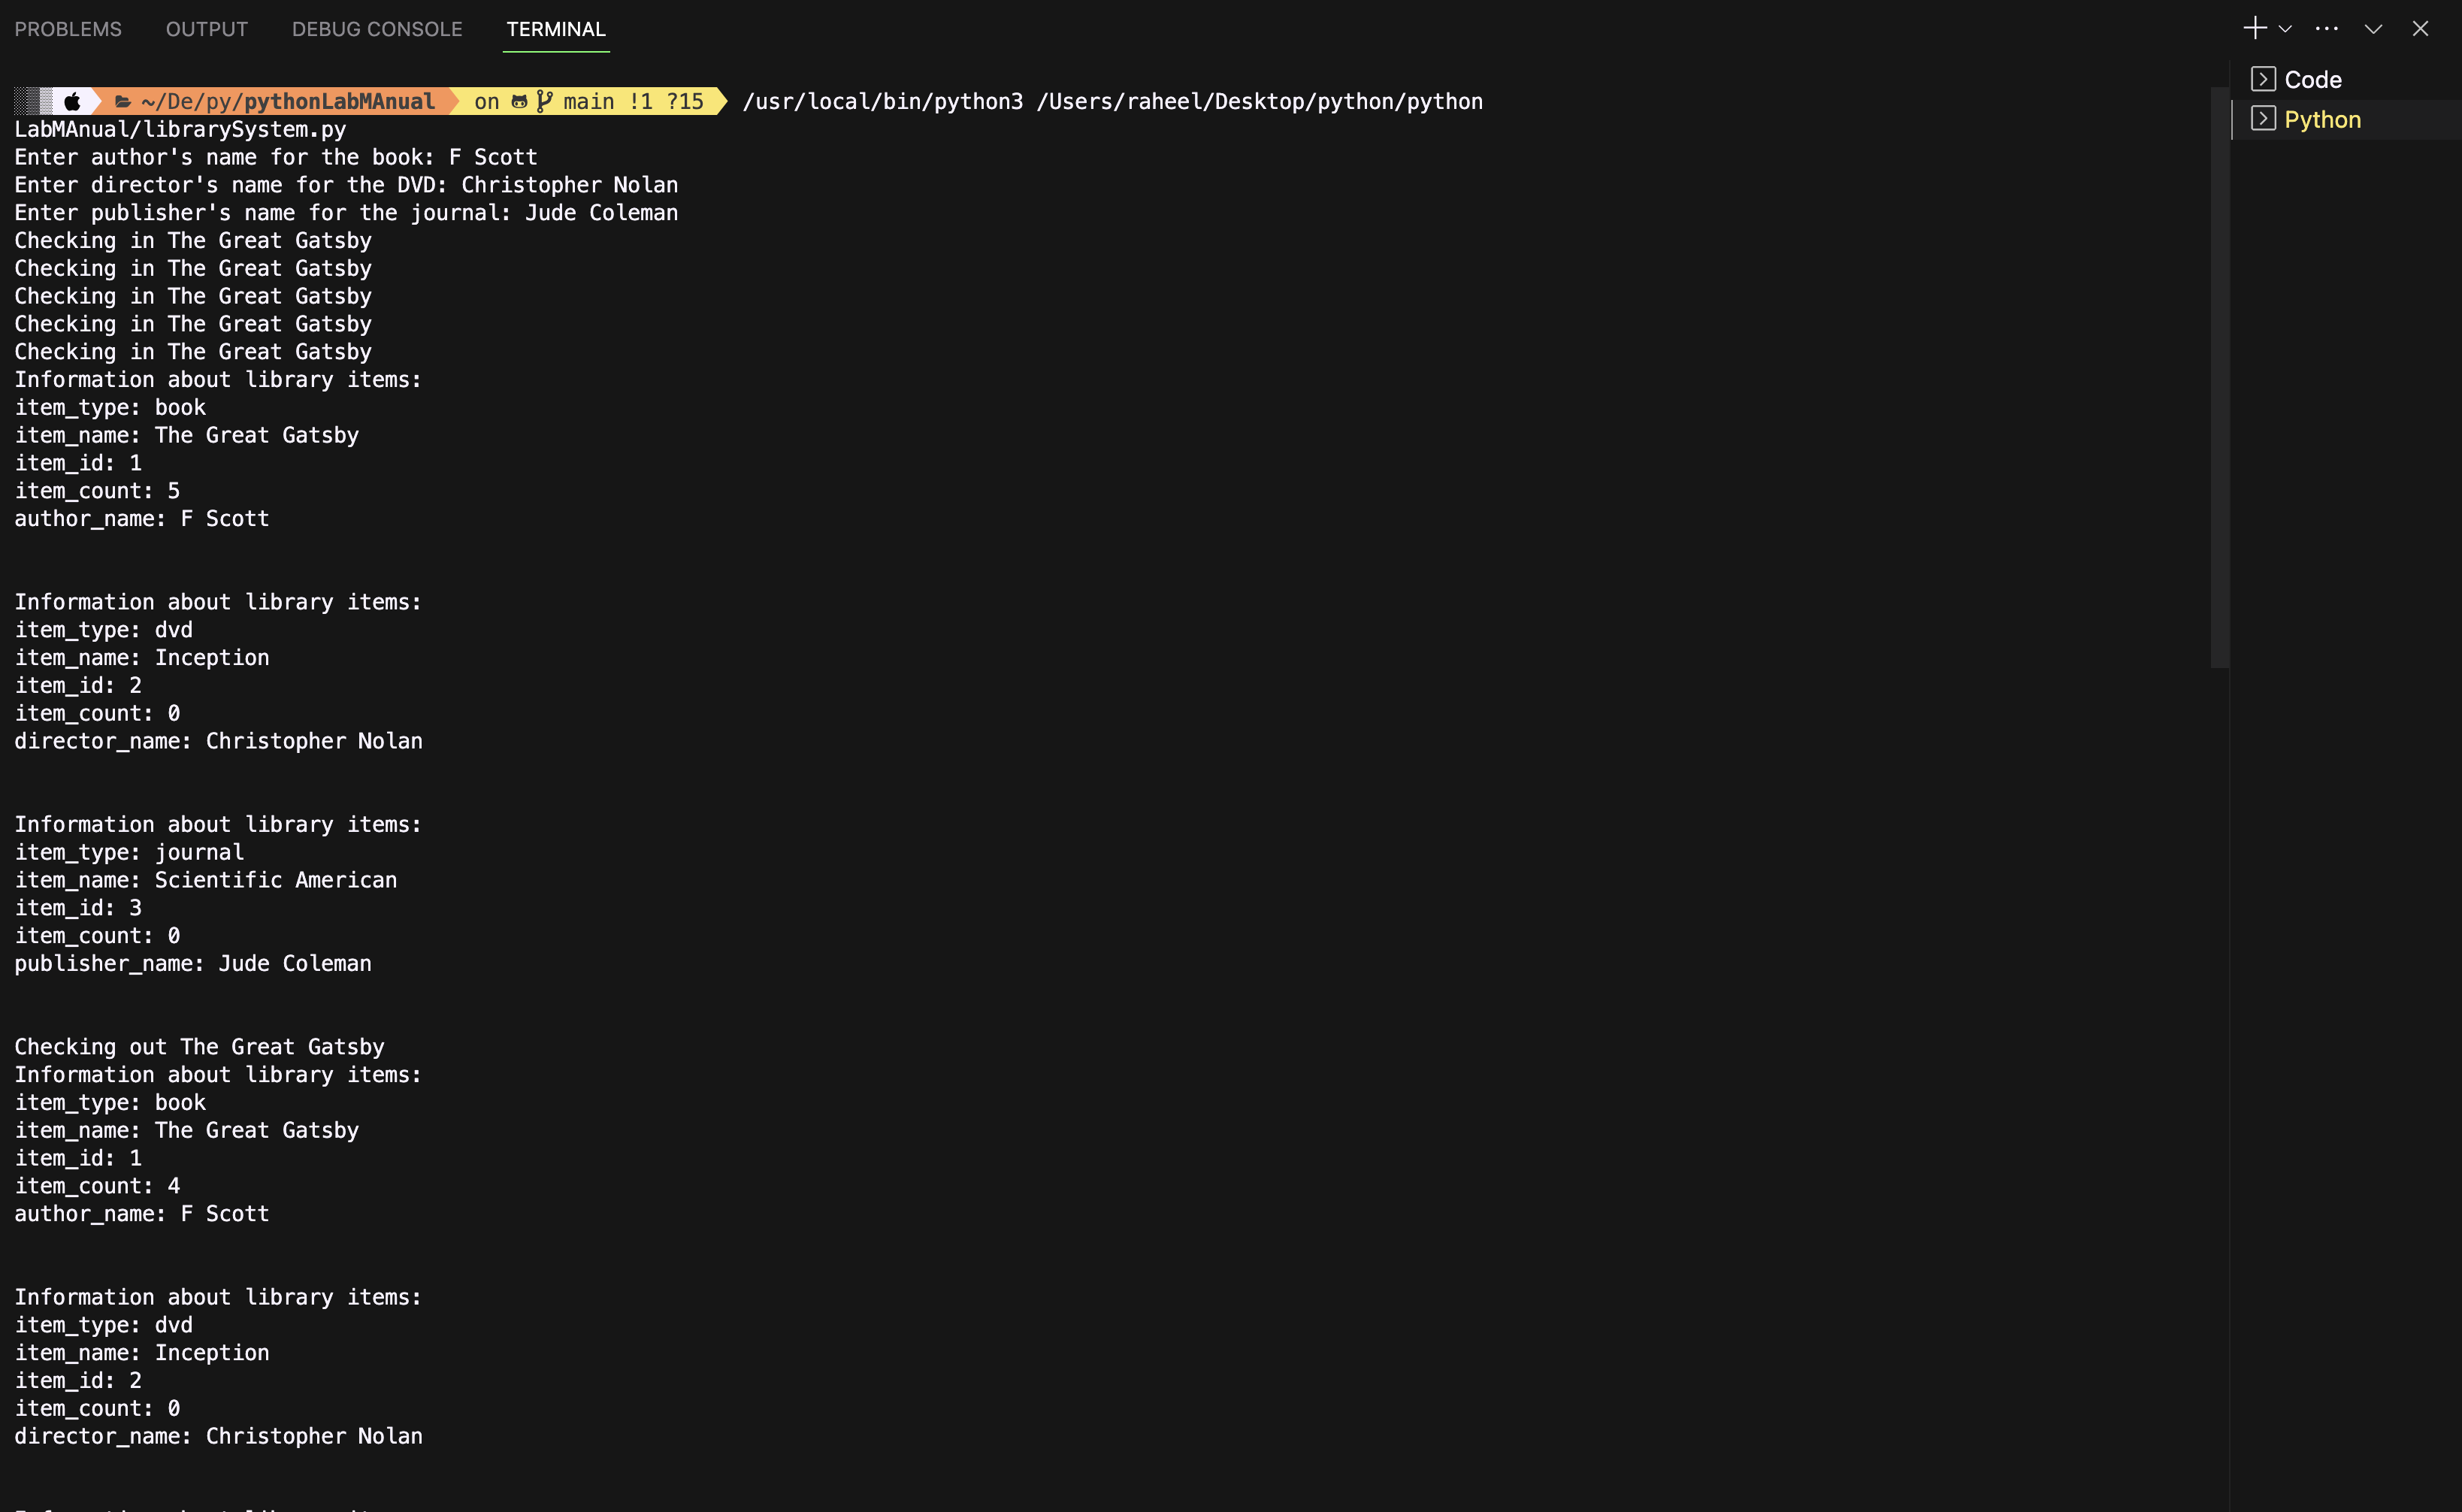 PROBLEMS OUTPUT DEBUG CONSOLE TERMINAL
Code
Python
~/De/py/pythonLabMAnual on main !1 ?15 /usr/local/bin/python3 /Users/raheel/Desktop/python/python
LabMAnual/librarySystem.py
Enter author's name for the book: F Scott
Enter director's name for the DVD: Christopher Nolan
Enter publisher's name for the journal: Jude Coleman
Checking in The Great Gatsby
Checking in The Great Gatsby
Checking in The Great Gatsby
Checking in The Great Gatsby
Checking in The Great Gatsby
Information about library items:
item_type: book
item_name: The Great Gatsby
item_id: 1
item_count: 5
author_name: F Scott
Information about library items:
item_type: dvd
item_name: Inception
item_id: 2
item_count: 0
director_name: Christopher Nolan
Information about library items:
item_type: journal
item_name: Scientific American
item_id: 3
item_count: 0
publisher_name: Jude Coleman
Checking out The Great Gatsby
Information about library items:
item_type: book
item_name: The Great Gatsby
item_id: 1
item_count: 4
author_name: F Scott
Information about library items:
item_type: dvd
item_name: Inception
item_id: 2
item_count: 0
director_name: Christopher Nolan